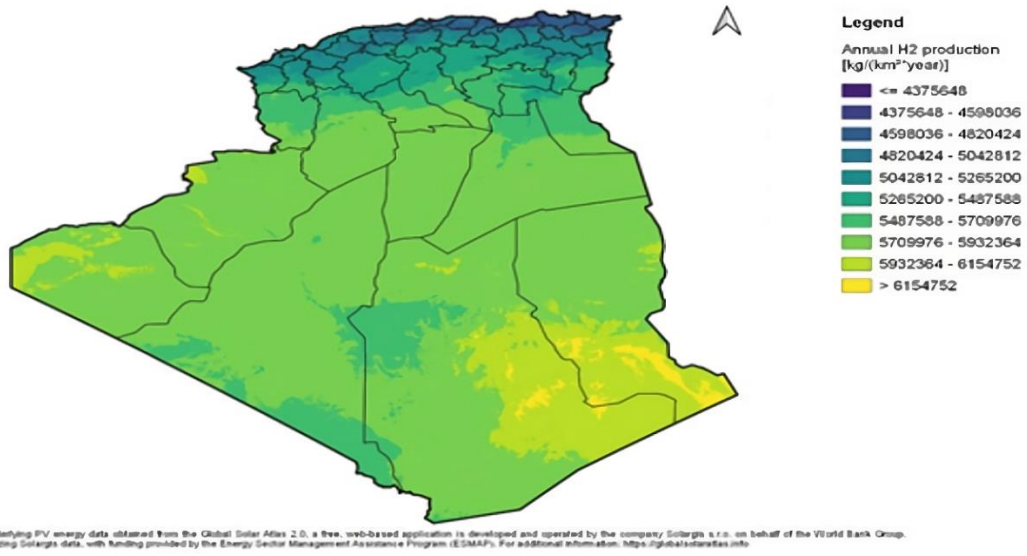 Legend
Annual H2 production
[kg/(km²*year)]
<= 4375648
4375648 - 4598036
4598036 - 4820424
4820424 - 5042812
5042812 - 5265200
5265200 - 5487588
5487588 - 5709976
5709976 - 5932364
5932364 - 6154752
> 6154752
PV energy data obtained from the Global Solar Atlas 2.0, a free, web-based application is developed and operated by the company Solargis s.r.o. on behalf of the World Bank Group,
Solargis data, with funding provided by the Energy Sector Management Assistance Program (ESMAP). For additional information: https://globalsolaratlas.info